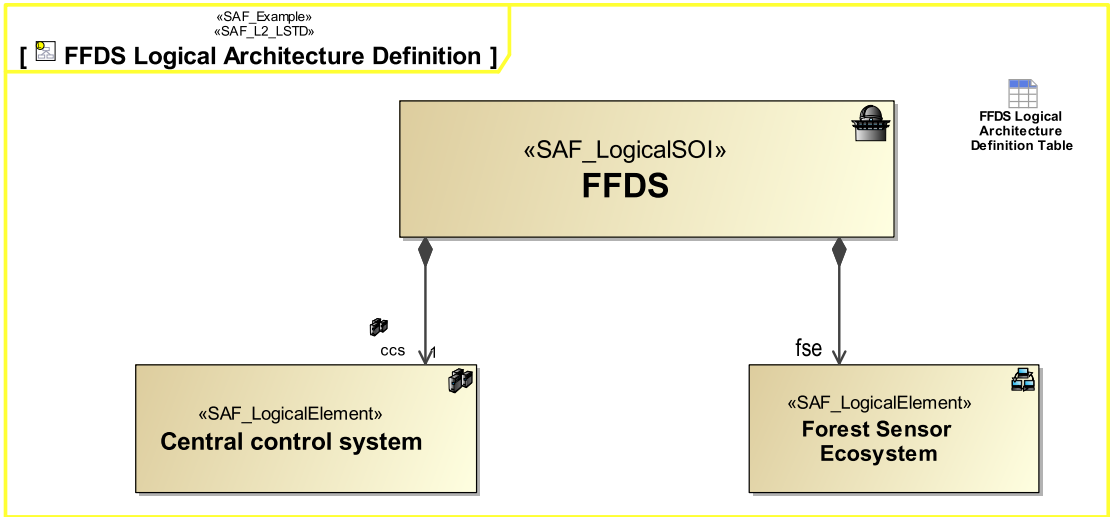 «SAF_Example»
«SAF_L2_LSTD»
[ FFDS Logical Architecture Definition ]
FFDS Logical
Architecture
Definition Table
«SAF_LogicalSOI»
FFDS
ccs 1
fse
«SAF_LogicalElement»
Central control system
«SAF_LogicalElement»
Forest Sensor
Ecosystem